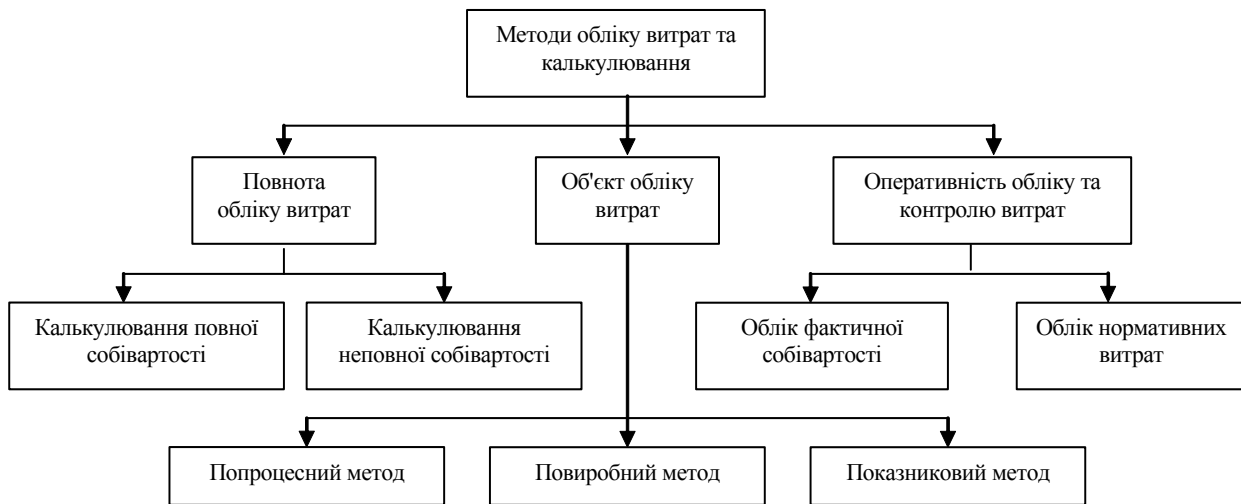 Методи обліку витрат та
калькулювання
Повнота
обліку витрат
Об'єкт обліку
витрат
Оперативність обліку та
контролю витрат
Калькулювання повної
собівартості
Калькулювання
неповної собівартості
Облік фактичної
собівартості
Облік нормативних
витрат
Попроцесний метод
Повиробний метод
Показниковий метод